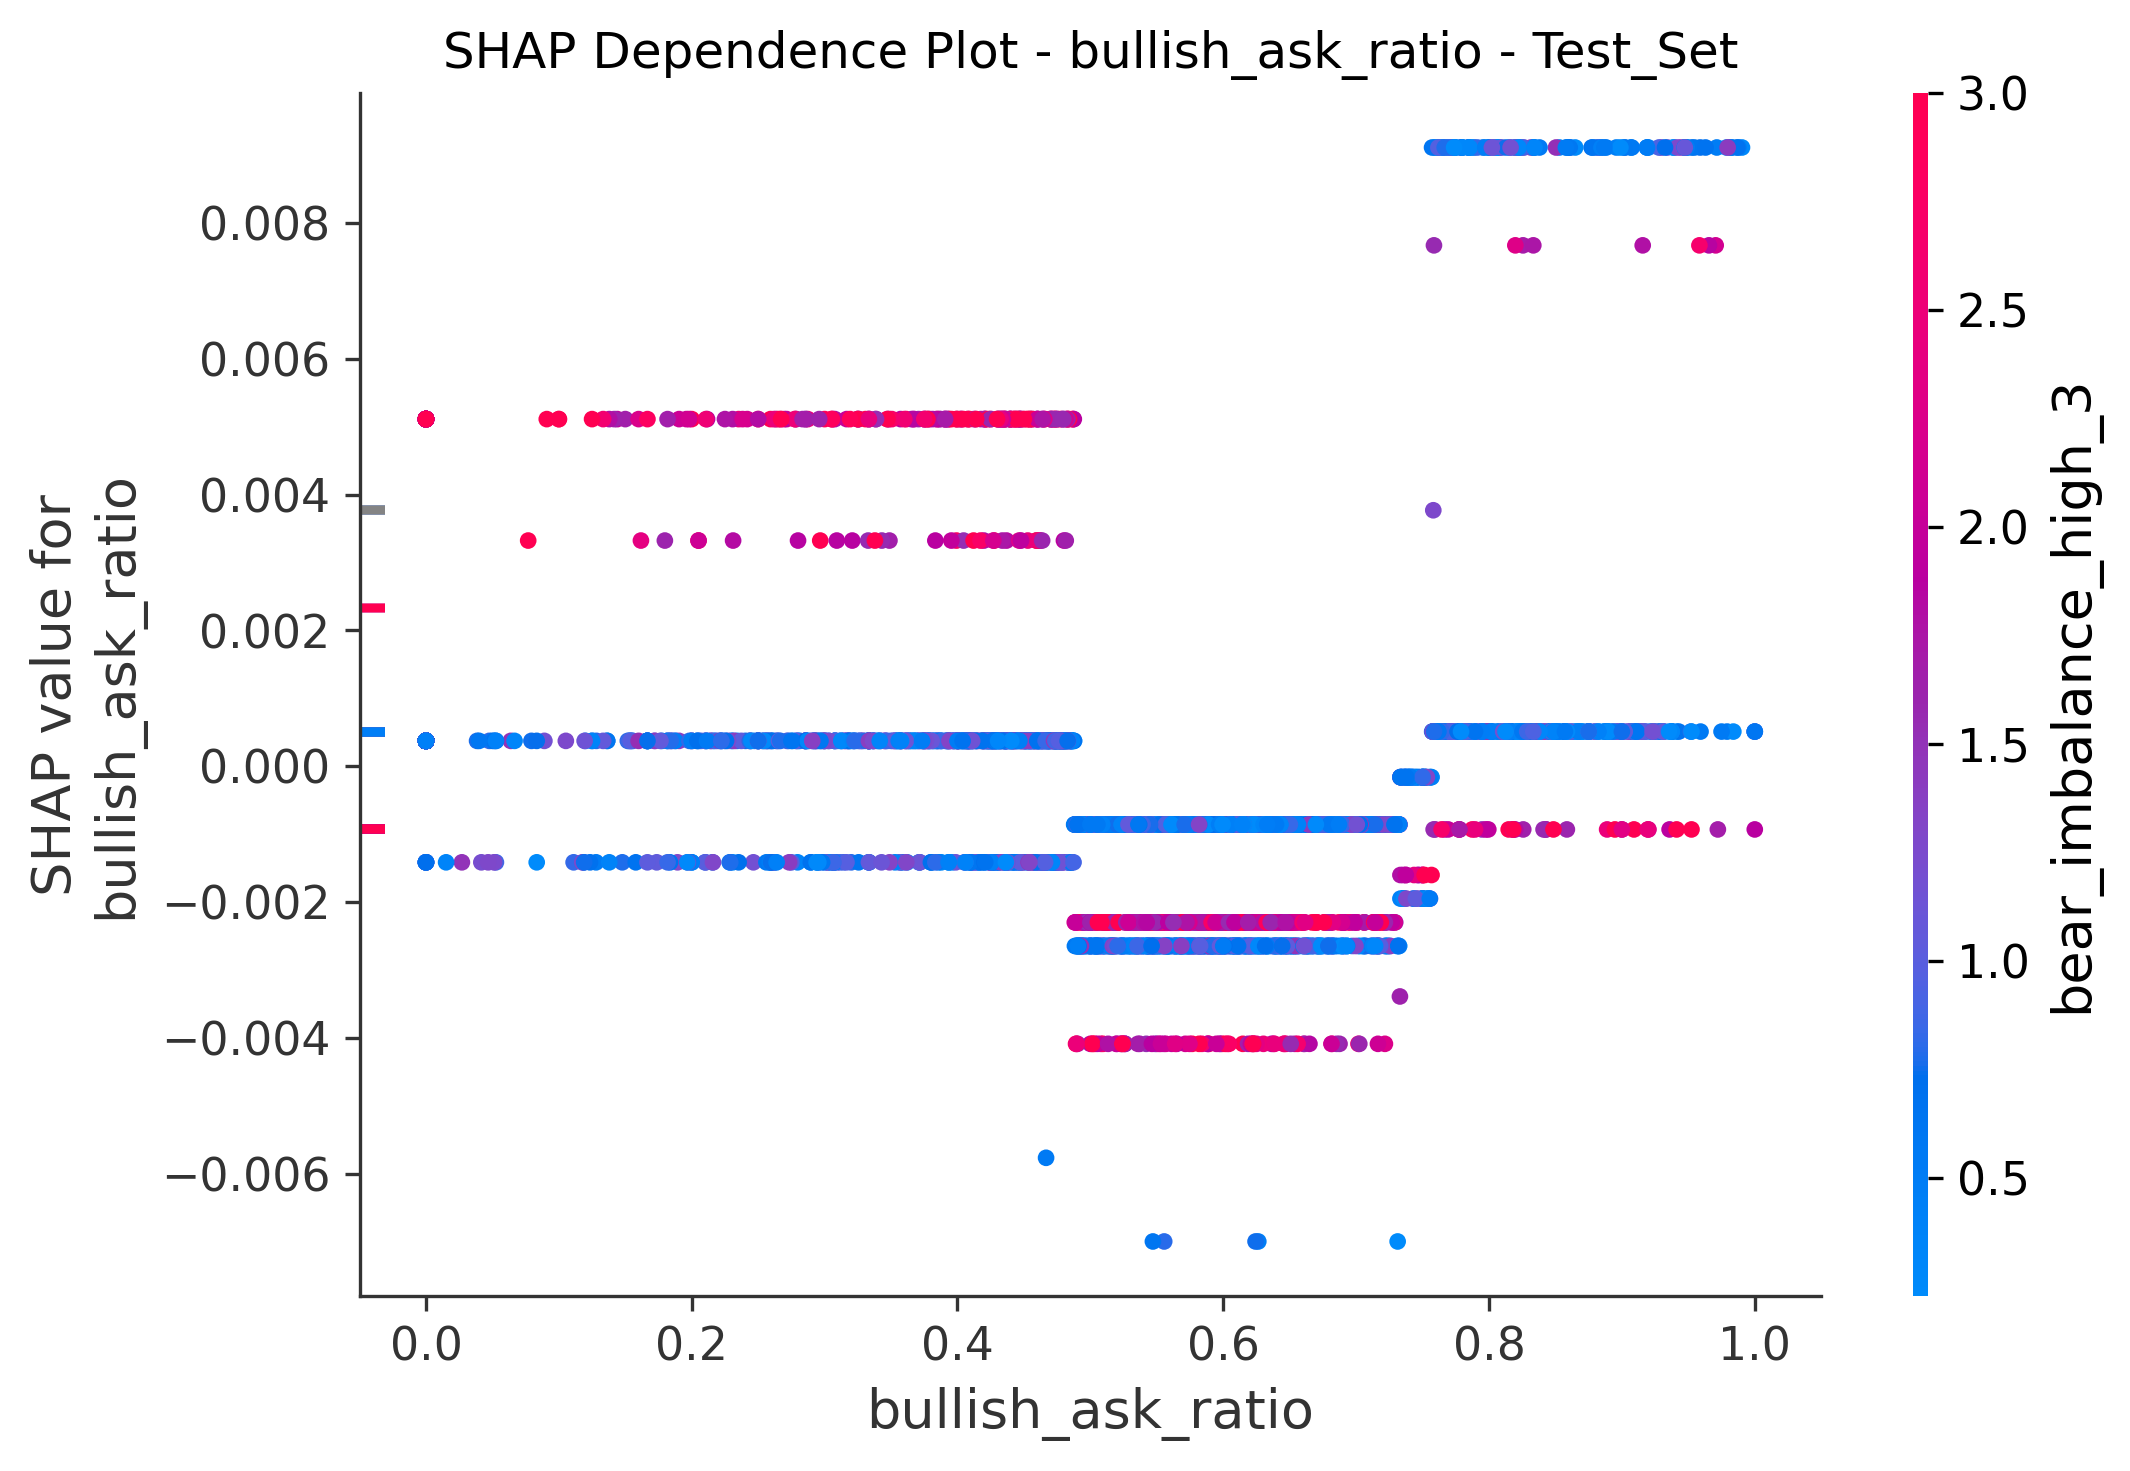 SHAP Dependence Plot - bullish_ask_ratio - Test_Set
SHAP value for
bullish_ask_ratio
0.008
0.006
0.004
0.002
0.000
−0.002
−0.004
−0.006
0.0 0.2 0.4 0.6 0.8 1.0
bullish_ask_ratio
3.0
2.5
2.0
1.5
1.0
0.5
bear_imbalance_high_3